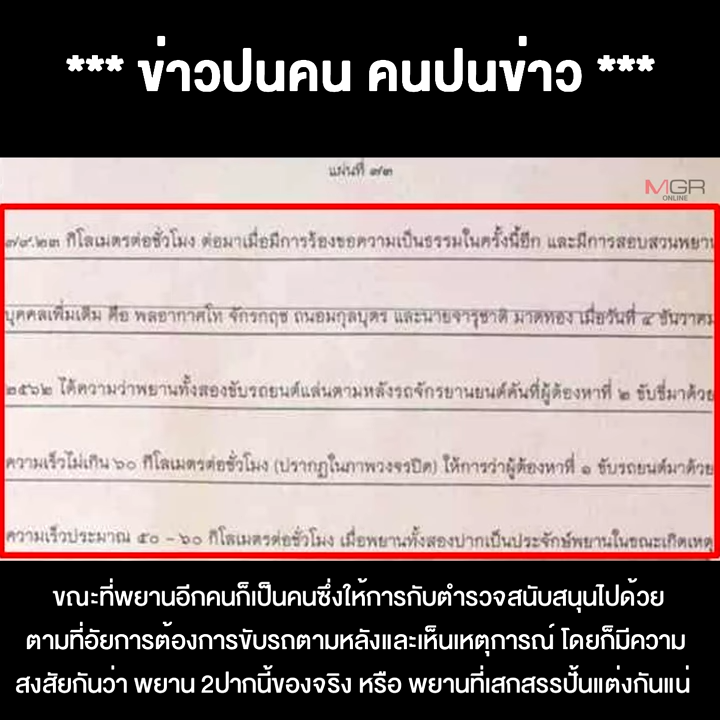 *** ข่าวปนคน คนปนข่าว ***
แผ่นที่ ๙๓
MGR
ONLINE
๗๙.๒๓ กิโลเมตรต่อชั่วโมง ต่อมาเมื่อมีการร้องขอความเป็นธรรมในครั้งนี้อีก และมีการสอบสวนพยาน
บุคคลเพิ่มเติม คือ พลอากาศโท จักรกฤช ถนอมกุลบุตร และนายจารุชาติ มาดทอง เมื่อวันที่ ๔ ธันวาคม
๒๕๖๒ ได้ความว่าพยานทั้งสองขับรถยนต์แล่นตามหลังรถจักรยานยนต์คันที่ผู้ต้องหาที่ ๒ ขับขี่มาด้วย
ความเร็วไม่เกิน ๖๐ กิโลเมตรต่อชั่วโมง (ปรากฏในภาพวงจรปิด) ให้การว่าผู้ต้องหาที่ ๑ ขับรถยนต์มาด้วย
ความเร็วประมาณ ๕๐ - ๖๐ กิโลเมตรต่อชั่วโมง เมื่อพยานทั้งสองปากเป็นประจักษ์พยานในขณะเกิดเหตุ
ขณะที่พยานอีกคนก็เป็นคนซึ่งให้การกับตำรวจสนับสนุนไปด้วย
ตามที่อัยการต้องการขับรถตามหลังและเห็นเหตุการณ์ โดยก็มีความ
สงสัยกันว่า พยาน 2ปากนี้ของจริง หรือ พยานที่เสกสรรปั้นแต่งกันแน่